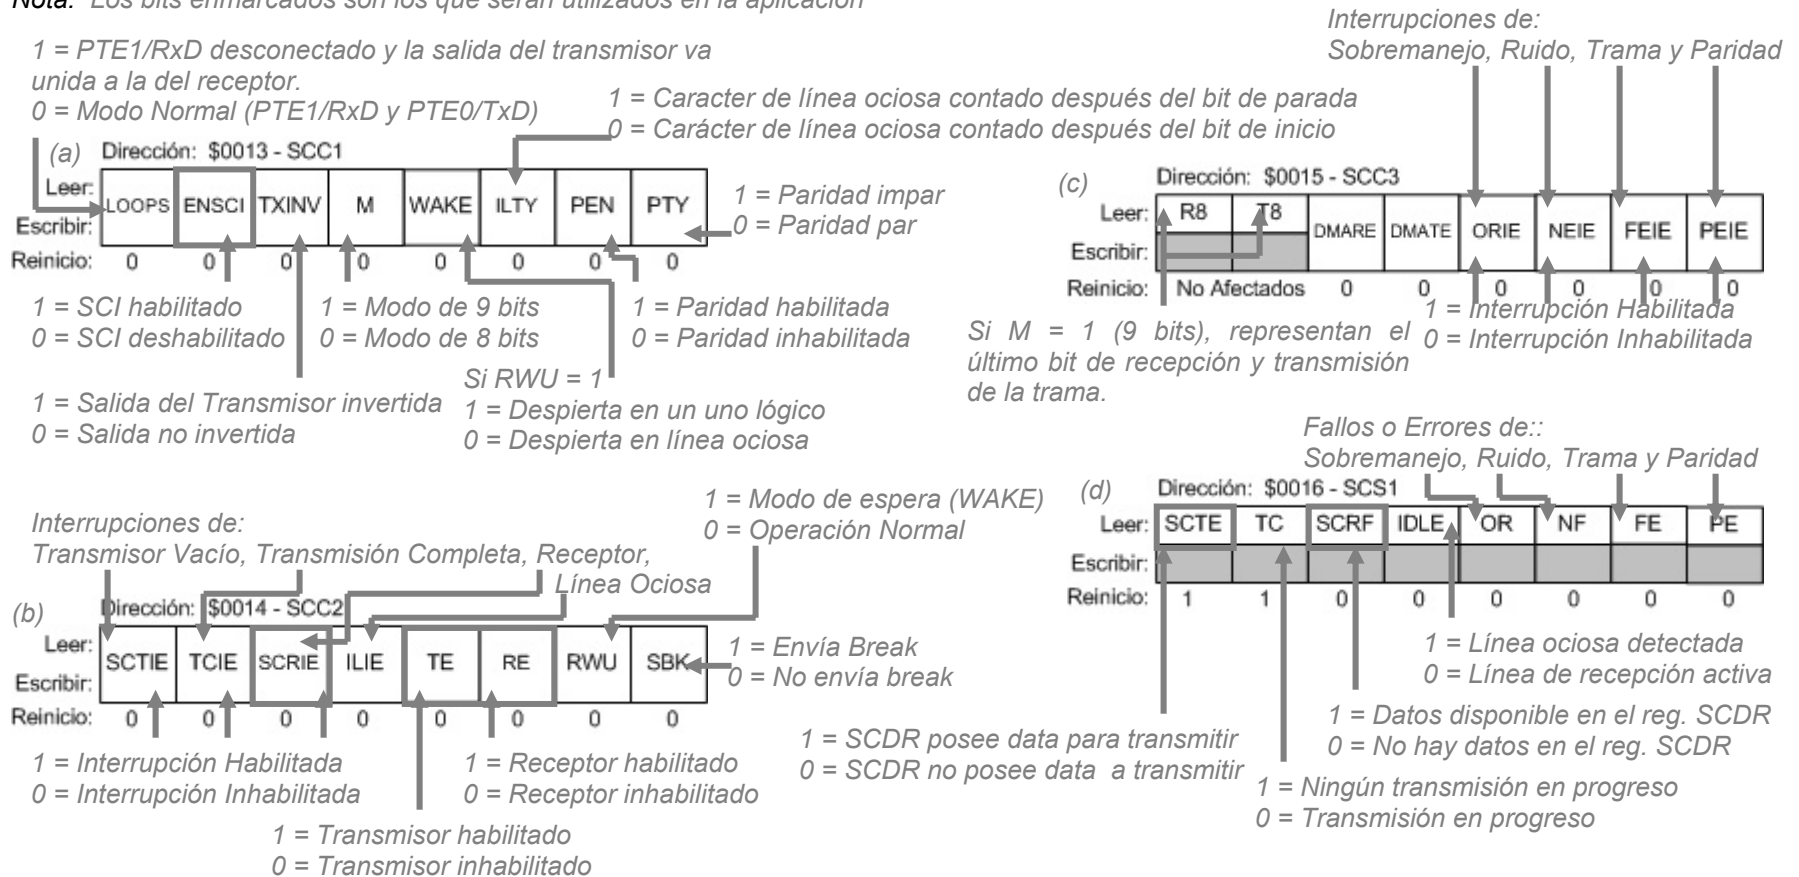 Nota: Los bits enmarcados son los que serán utilizados en la aplicación
1 = PTE1/RxD desconectado y la salida del transmisor va
unida a la del receptor.
0 = Modo Normal (PTE1/RxD y PTE0/TxD)
1 = Caracter de línea ociosa contado después del bit de parada
0 = Carácter de línea ociosa contado después del bit de inicio
(a) Dirección: $0013 - SCC1
Leer:
LOOPS ENSCI TXINV M WAKE ILTY PEN PTY
Escribir:
Reinicio: 0 0 0 0 0 0 0 0
1 = Paridad impar
0 = Paridad par
1 = SCI habilitado
0 = SCI deshabilitado
1 = Modo de 9 bits
0 = Modo de 8 bits
1 = Paridad habilitada
0 = Paridad inhabilitada
1 = Salida del Transmisor invertida
0 = Salida no invertida
Si RWU = 1
1 = Despierta en un uno lógico
0 = Despierta en línea ociosa
Interrupciones de:
Sobremanejo, Ruido, Trama y Paridad
(c) Dirección: $0015 - SCC3
Leer: R8 T8 DMARE DMATE ORIE NEIE FEIE PEIE
Escribir:
Reinicio: No Afectados 0 0 0 0 0 0
1 = Interrupción Habilitada
0 = Interrupción Inhabilitada
Si M = 1 (9 bits), representan el
último bit de recepción y transmisión
de la trama.
Interrupciones de:
Transmisor Vacío, Transmisión Completa, Receptor,
Línea Ociosa
1 = Modo de espera (WAKE)
0 = Operación Normal
(b) Dirección: $0014 - SCC2
Leer:
SCTIE TCIE SCRIE ILIE TE RE RWU SBK
Escribir:
Reinicio: 0 0 0 0 0 0 0 0
1 = Envía Break
0 = No envía break
1 = Interrupción Habilitada
0 = Interrupción Inhabilitada
1 = Receptor habilitado
0 = Receptor inhabilitado
1 = Transmisor habilitado
0 = Transmisor inhabilitado
Fallos o Errores de::
Sobremanejo, Ruido, Trama y Paridad
(d) Dirección: $0016 - SCS1
Leer: SCTE TC SCRF IDLE OR NF FE PE
Escribir:
Reinicio: 1 1 0 0 0 0 0 0
1 = Línea ociosa detectada
0 = Línea de recepción activa
1 = Datos disponible en el reg. SCDR
0 = No hay datos en el reg. SCDR
1 = SCDR posee data para transmitir
0 = SCDR no posee data a transmitir
1 = Ningún transmisión en progreso
0 = Transmisión en progreso